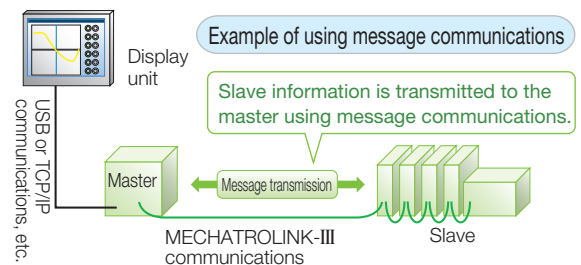 Example of using message communications
Display
unit
Slave information is transmitted to the
master using message communications.
USB or TCP/IP
communications, etc.
Master
Message transmission
MECHATROLINK-III
communications
Slave